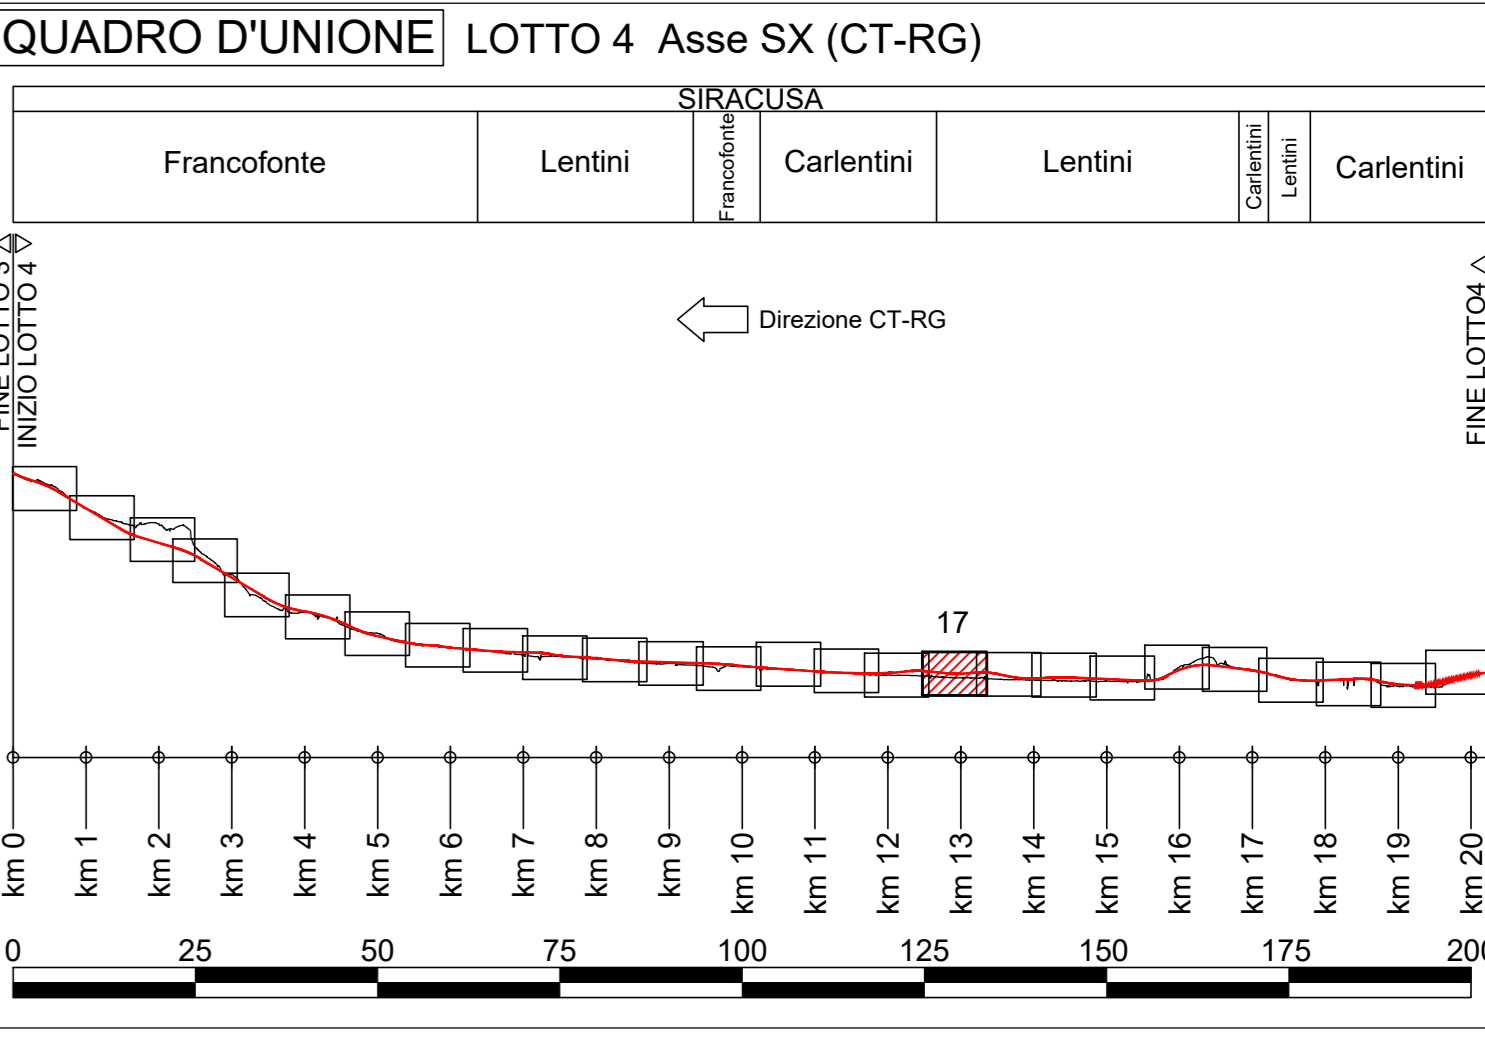 QUADRO D'UNIONE LOTTO 4 Asse SX (CT-RG)
SIRACUSA
Francofonte Lentini Francofonte Carlentini Lentini Carlentini Lentini Carlentini
FINE LOTTO 3
INIZIO LOTTO 4
Direzione CT-RG
FINE LOTTO4
17
km 0 km 1 km 2 km 3 km 4 km 5 km 6 km 7 km 8 km 9 km 10 km 11 km 12 km 13 km 14 km 15 km 16 km 17 km 18 km 19 km 20
0 25 50 75 100 125 150 175 200